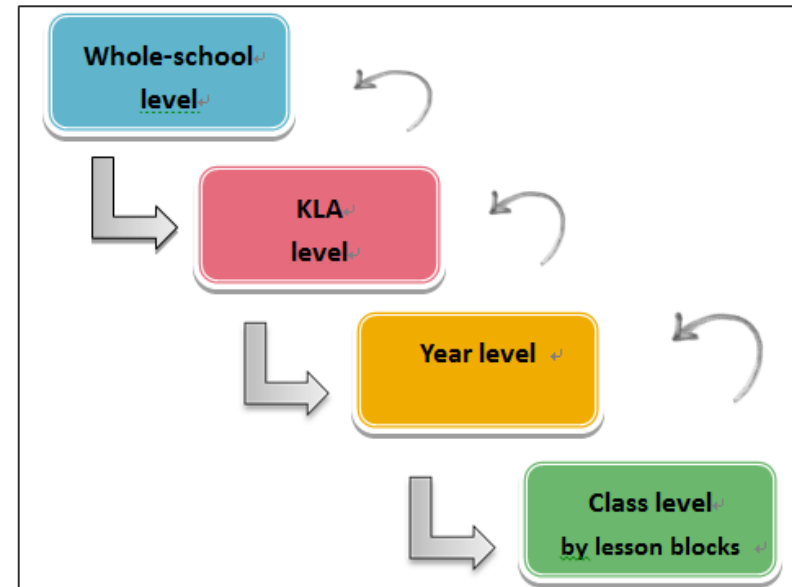 Whole-school
level
KLA
level
Year level
Class level
by lesson blocks